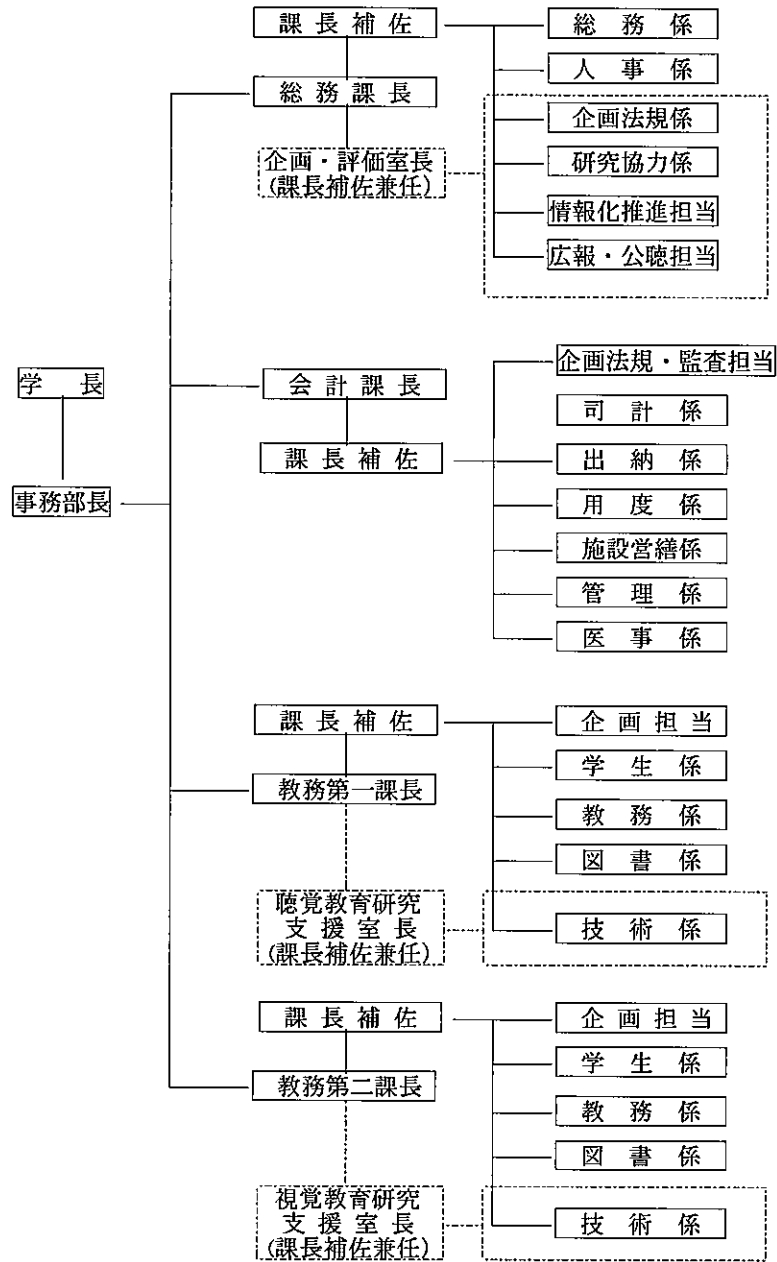 課長補佐
総務係
人事係
総務課長
企画法規係
企画・評価室長
(課長補佐兼任)
研究協力係
情報化推進担当
広報・公聴担当
学長
事務部長
会計課長
課長補佐
企画法規・監査担当
司計係
出納係
用度係
施設営繕係
管理係
医事係
課長補佐
企画担当
学生係
教務第一課長
教務係
図書係
聴覚教育研究
支援室長
(課長補佐兼任)
技術係
課長補佐
企画担当
学生係
教務第二課長
教務係
図書係
視覚教育研究
支援室長
(課長補佐兼任)
技術係